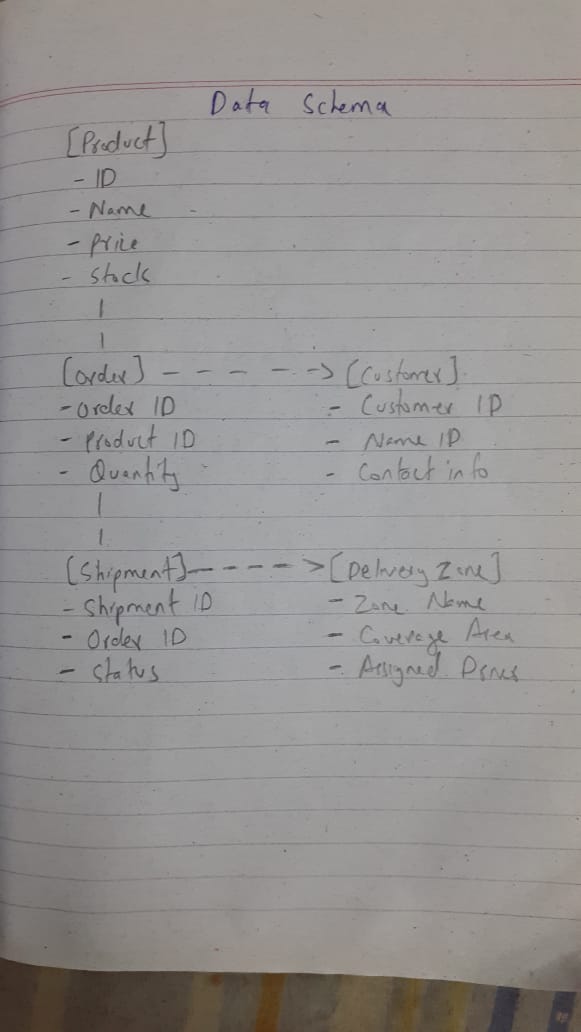 Data Schema
[Product]
- ID
- Name
- Price
- Stock
[Order] - - - - -> [Customer]
- Order ID - Customer ID
- Product ID - Name ID
- Quantity - Contact info
[Shipment] - - - - -> [Delivery Zone]
- Shipment ID - Zone Name
- Order ID - Coverage Area
- Status - Assigned